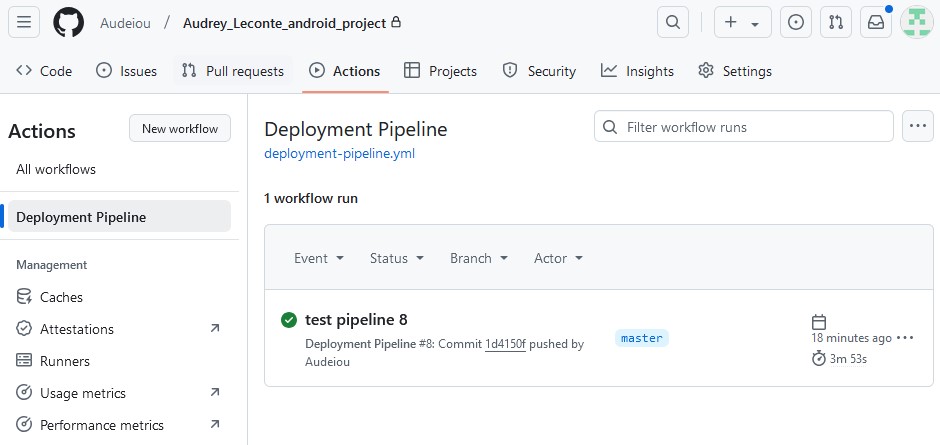 Audeiou / Audrey_Leconte_android_project
Code Issues Pull requests Actions Projects Security Insights Settings
Actions
New workflow
All workflows
Deployment Pipeline
Management
Caches
Attestations
Runners
Usage metrics
Performance metrics
Deployment Pipeline
deployment-pipeline.yml
Filter workflow runs
1 workflow run
Event Status Branch Actor
test pipeline 8
Deployment Pipeline #8: Commit 1d4150f pushed by
Audeiou
master
18 minutes ago
3m 53s